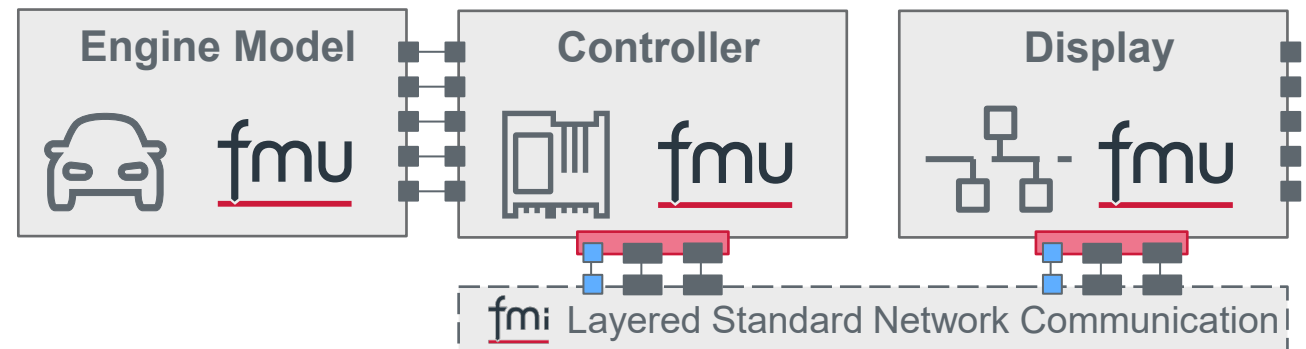 Engine Model
fmu
Controller
fmu
Display
fmu
fmi Layered Standard Network Communication